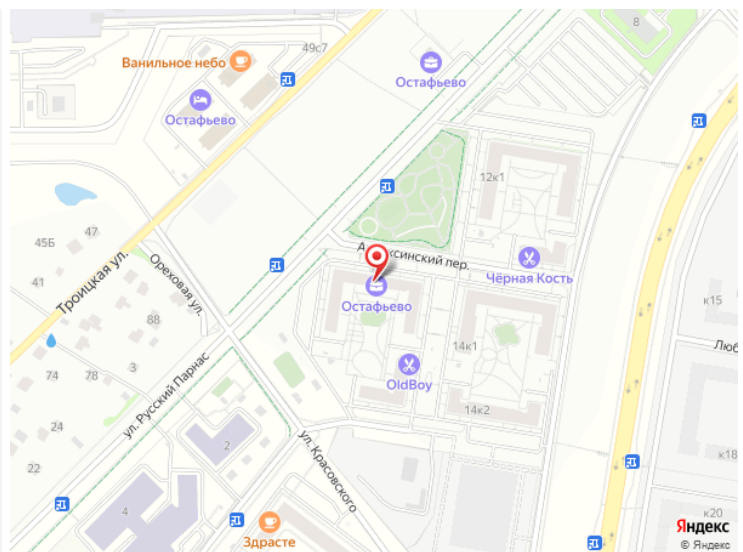 8
49с7
Ванильное небо
Остафьево
Остафьево
12к1
47
45Б
41
Троицкая ул.
Ореховая ул.
пер.
Чёрная Кость
Остафьево
к15
88
14к1
Люб
74
78
3
OldBoy
ул. Русский Парнас
14к2
24
2
ул. Красовского
22
к18
4
Здрасте
к20
Яндекс
© Яндекс